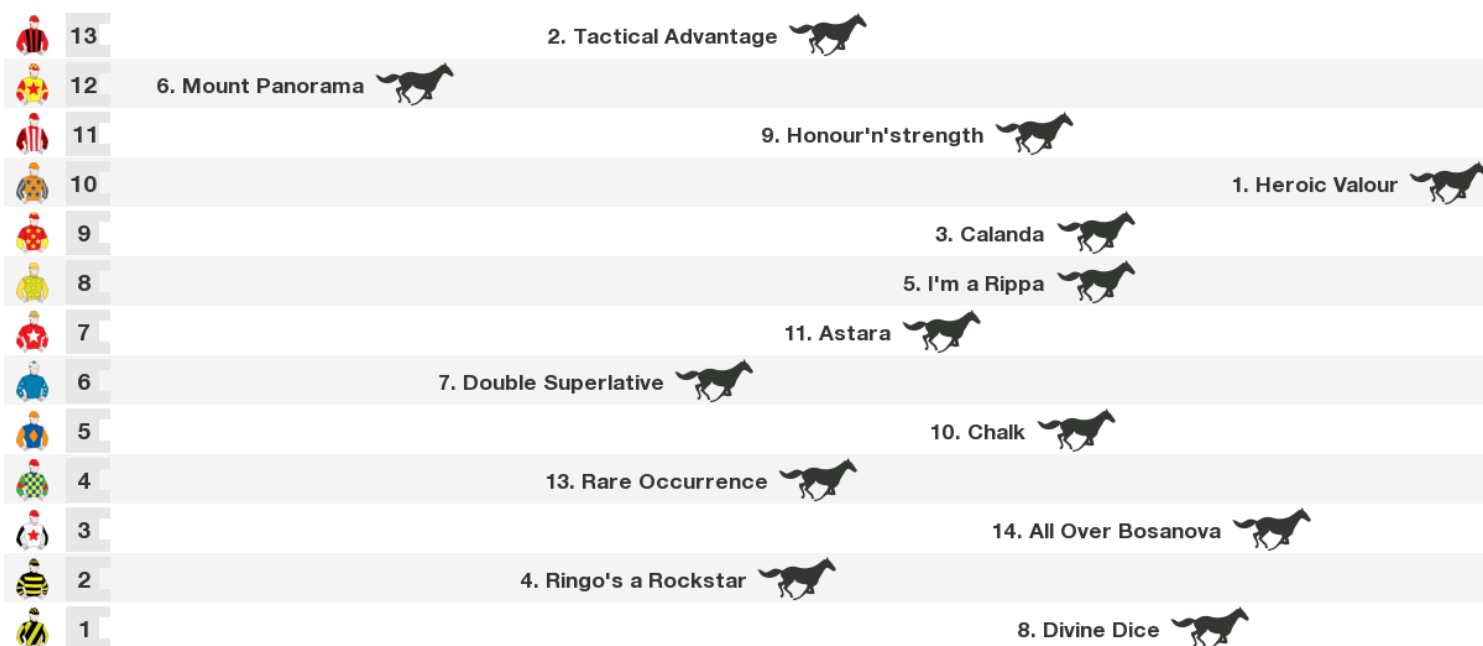 13 2. Tactical Advantage
12 6. Mount Panorama
11 9. Honour'n'strength
10 1. Heroic Valour
9 3. Calanda
8 5. I'm a Rippa
7 11. Astara
6 7. Double Superlative
5 10. Chalk
4 13. Rare Occurrence
3 14. All Over Bosanova
2 4. Ringo's a Rockstar
1 8. Divine Dice